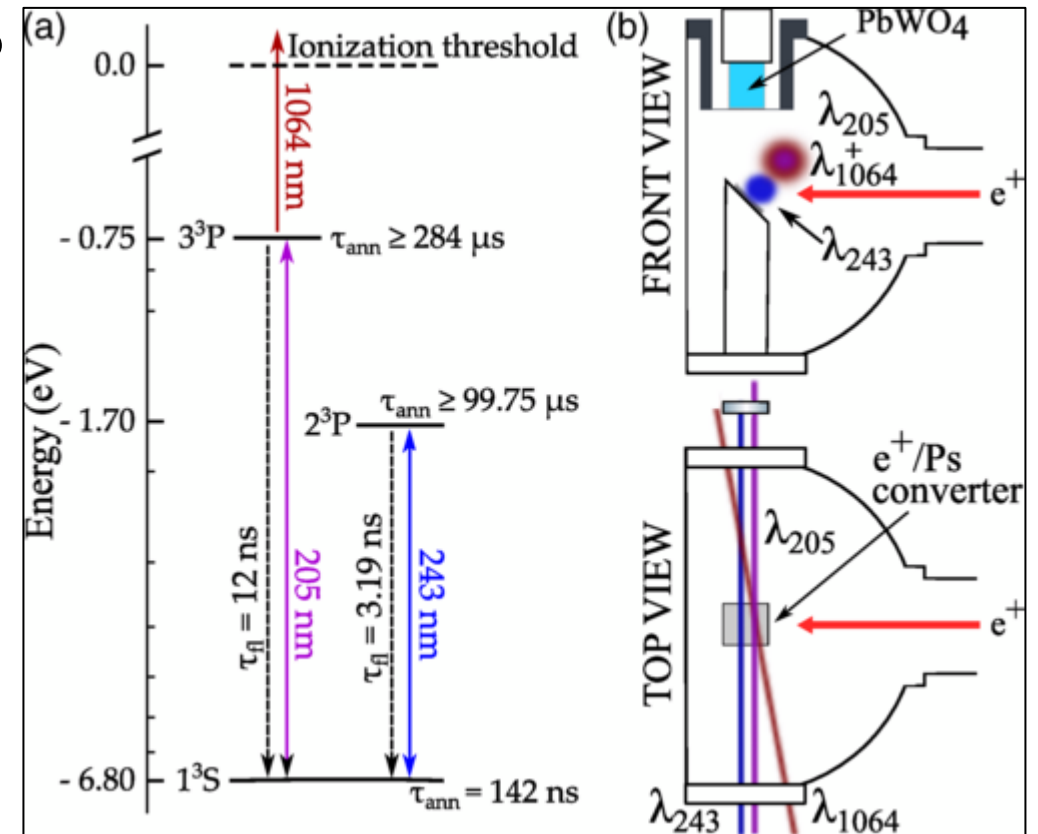 (a)
Ionization threshold
0.0
1064 nm
- 0.75
3³P
τ_ann ≥ 284 μs
Energy (eV)
τ_ann ≥ 99.75 μs
- 1.70
2³P
τ_fl = 12 ns
205 nm
τ_fl = 3.19 ns
243 nm
- 6.80
1³S
τ_ann = 142 ns
(b)
PbWO₄
FRONT VIEW
λ₂₀₅
+
λ₁₀₆₄
e⁺
λ₂₄₃
e⁺/Ps
converter
TOP VIEW
λ₂₀₅
e⁺
λ₂₄₃
λ₁₀₆₄